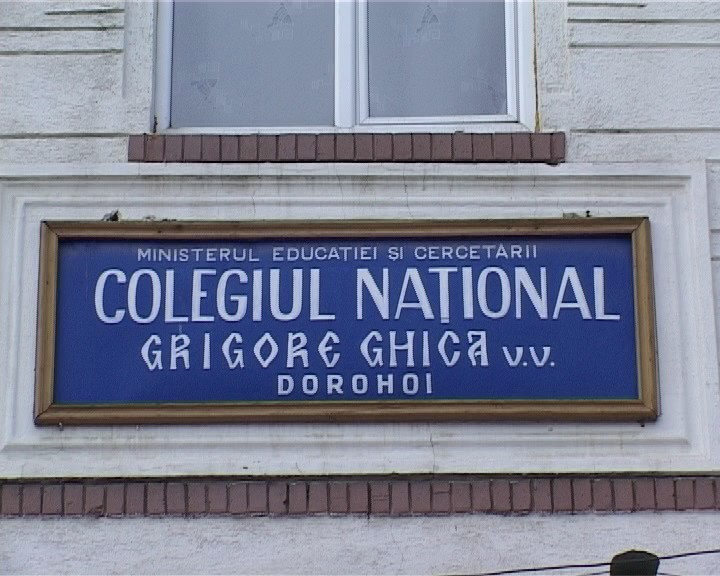 MINISTERUL EDUCAȚIEI ȘI CERCETĂRII
COLEGIUL NAȚIONAL
GRIGORE GHICA V.V.
DOROHOI